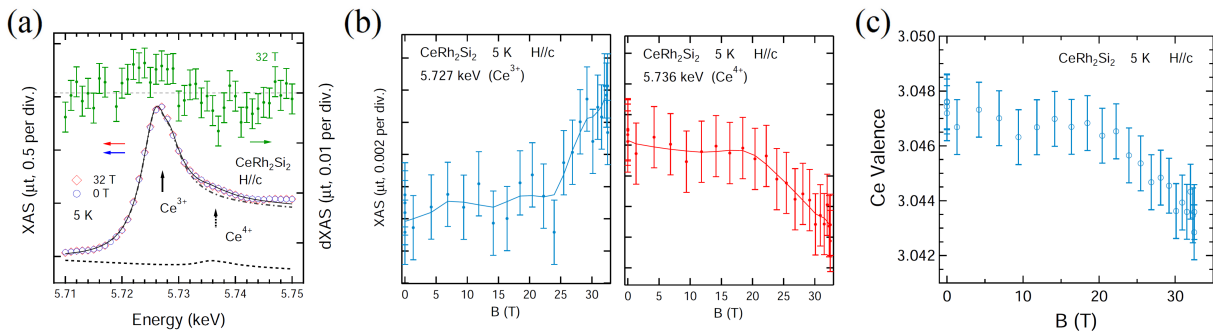 (a)
XAS (μt, 0.5 per div.)
32 T
CeRh₂Si₂
H//c
32 T
0 T
5 K
Ce³⁺
Ce⁴⁺
5.71 5.72 5.73 5.74 5.75
Energy (keV)
dXAS (μt, 0.01 per div.)
(b)
XAS (μt, 0.002 per div.)
CeRh₂Si₂ 5 K H//c
5.727 keV (Ce³⁺)
0 5 10 15 20 25 30
B (T)
CeRh₂Si₂ 5 K H//c
5.736 keV (Ce⁴⁺)
0 5 10 15 20 25 30
B (T)
(c)
Ce Valence
3.050
3.048
3.046
3.044
3.042
CeRh₂Si₂ 5 K H//c
0 10 20 30
B (T)